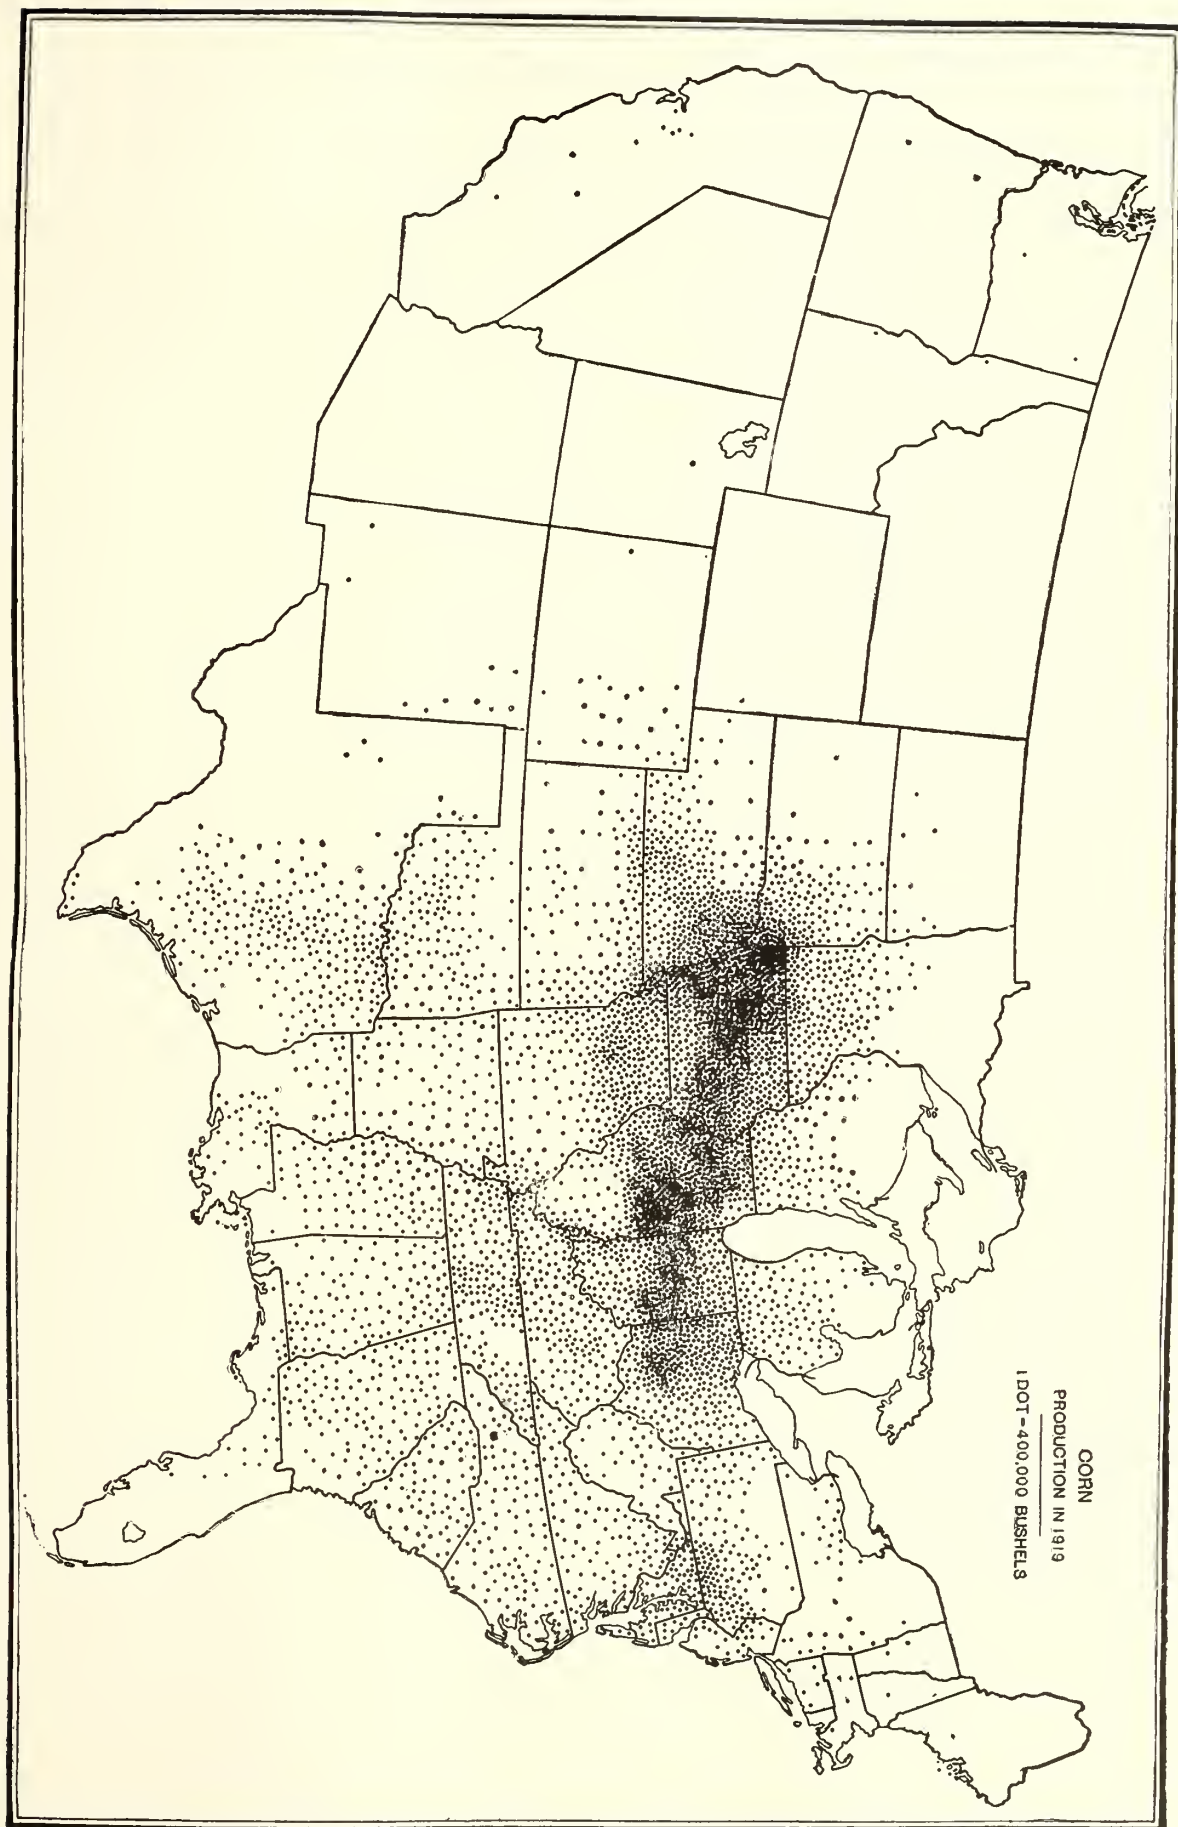 CORN
PRODUCTION IN 1919
1 DOT = 400,000 BUSHELS